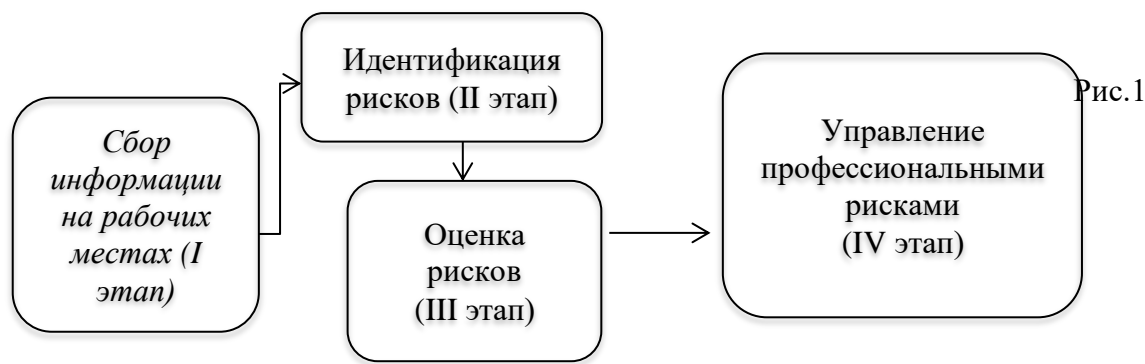 Сбор
информации
на рабочих
местах (I
этап)
Идентификация
рисков (II этап)
Оценка
рисков
(III этап)
Управление
профессиональными
рисками
(IV этап)
Рис.1